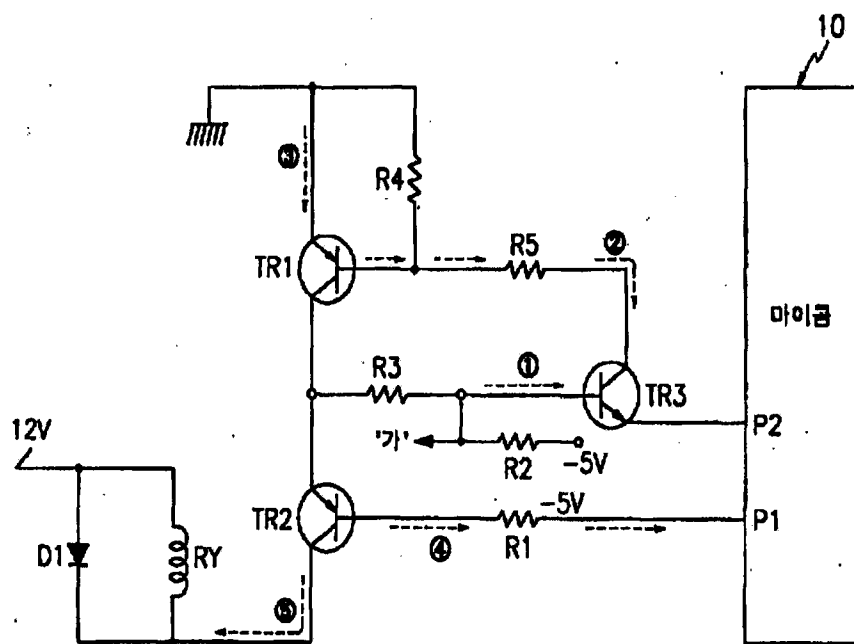 10
③
R4
R5
②
TR1
마이콤
R3
①
TR3
12V
'가'
R2
-5V
P2
TR2
-5V
P1
D1
RY
④
R1
⑤